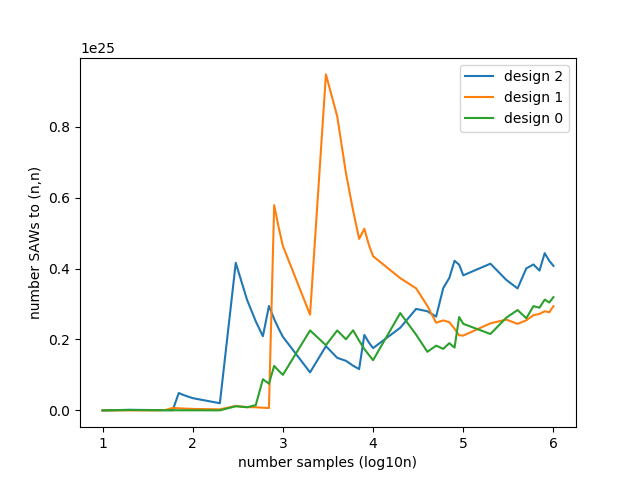 1e25
design 2
design 1
design 0
0.8
0.6
0.4
0.2
0.0
number SAWs to (n,n)
1 2 3 4 5 6
number samples (log10n)